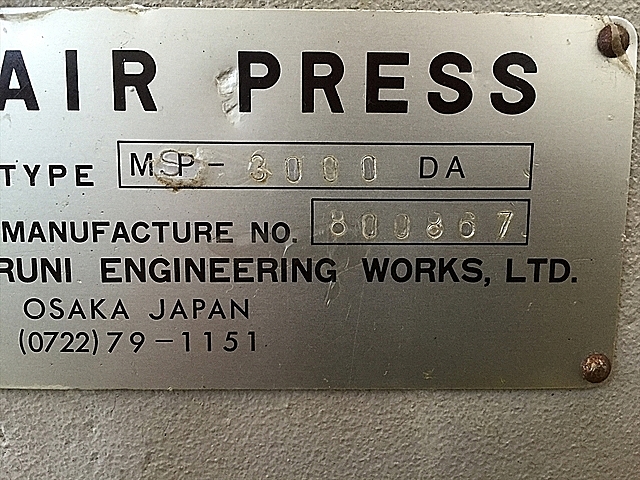 AIR PRESS
TYPE MSP-3000 DA
MANUFACTURE NO. 800867
RUNI ENGINEERING WORKS, LTD.
OSAKA JAPAN
(0722)79-1151